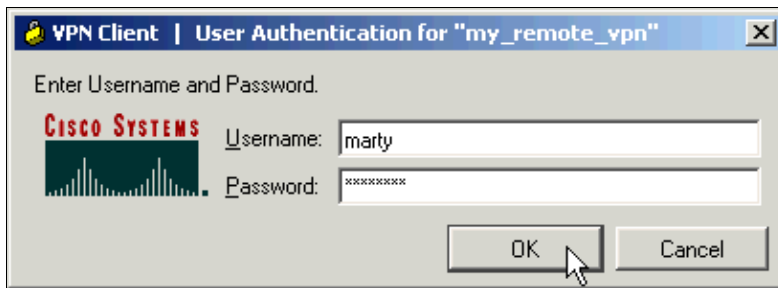 VPN Client | User Authentication for "my_remote_vpn"
Enter Username and Password.
CISCO SYSTEMS
Username: marty
Password: ********
OK Cancel